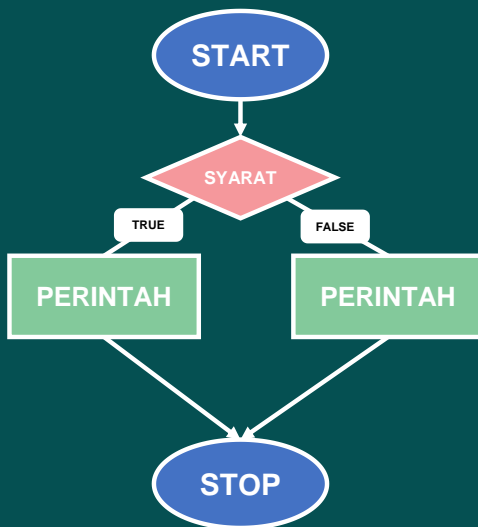 START
SYARAT
TRUE
FALSE
PERINTAH
PERINTAH
STOP